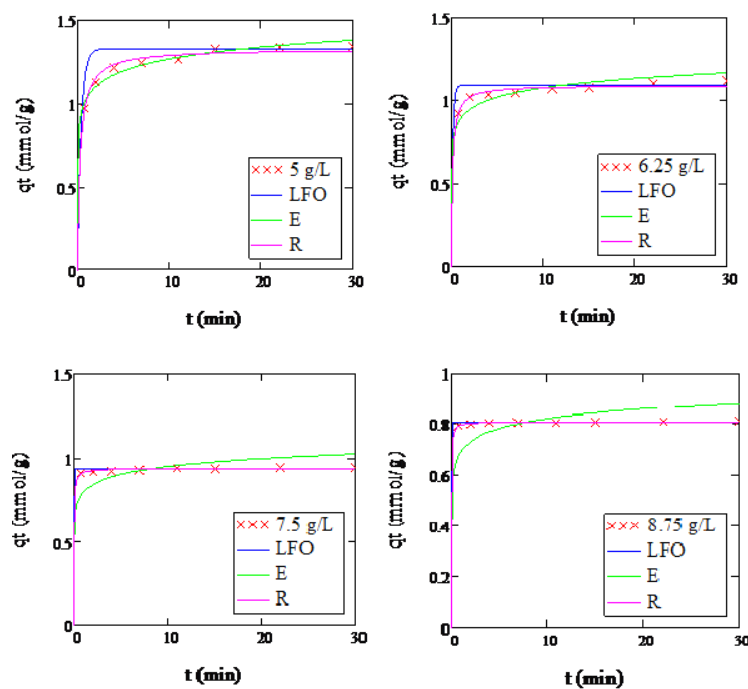 1.5
1
0.5
0
qt (mmol/g)
××× 5 g/L
LFO
E
R
0 10 20 30
t (min)
1.5
1
0.5
0
qt (mmol/g)
××× 6.25 g/L
LFO
E
R
0 10 20 30
t (min)
1.5
1
0.5
0
qt (mmol/g)
××× 7.5 g/L
LFO
E
R
0 10 20 30
t (min)
1
0.8
0.6
0.4
0.2
0
qt (mmol/g)
××× 8.75 g/L
LFO
E
R
0 10 20 30
t (min)